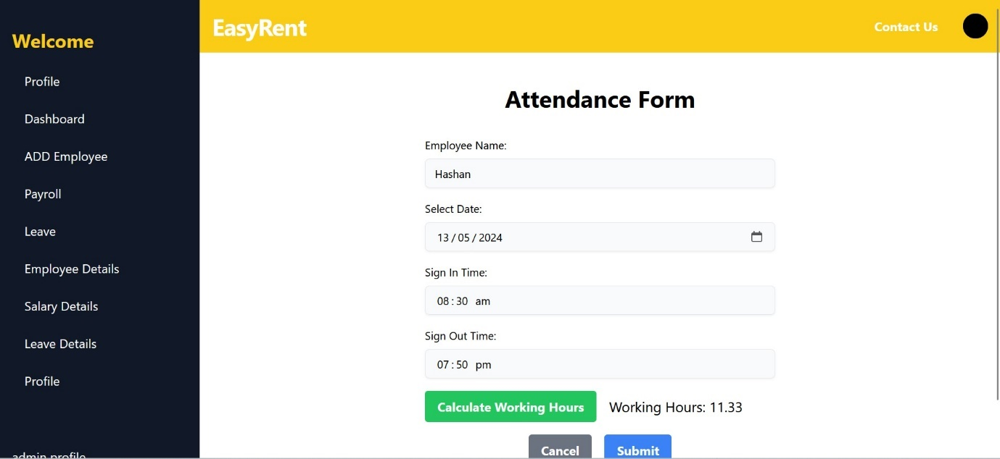 Welcome
Profile
Dashboard
ADD Employee
Payroll
Leave
Employee Details
Salary Details
Leave Details
Profile
admin profile
EasyRent
Contact Us
Attendance Form
Employee Name:
Hashan
Select Date:
13 / 05 / 2024
Sign In Time:
08 : 30 am
Sign Out Time:
07 : 50 pm
Calculate Working Hours Working Hours: 11.33
Cancel Submit